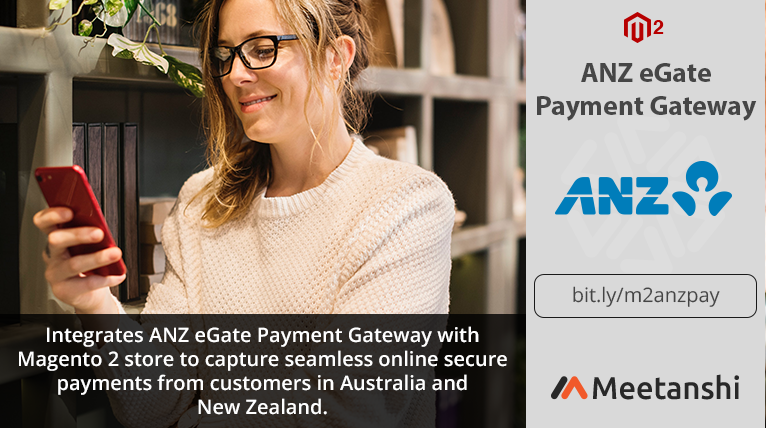 2
ANZ eGate
Payment Gateway
ANZ
bit.ly/m2anzpay
Meetanshi
Integrates ANZ eGate Payment Gateway with
Magento 2 store to capture seamless online secure
payments from customers in Australia and
New Zealand.